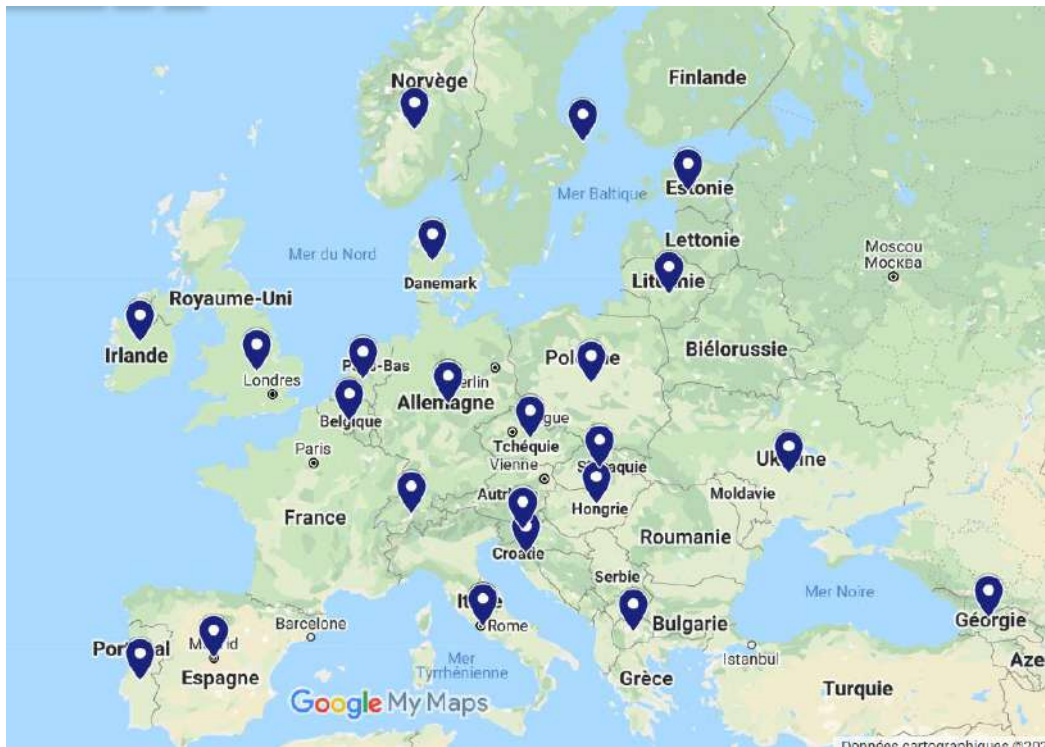 Norvège
Finlande
Mer Baltique
Estonie
Mer du Nord
Lettonie
Moscou
Москва
Danemark
Royaume-Uni
Irlande
Biélorussie
Londres
Allemagne
Belgique
Tchéquie
Paris
Vienne
Hongrie
Moldavie
France
Roumanie
Croatie
Serbie
Mer Noire
Géorgie
Barcelone
Rome
Bulgarie
Espagne
Mer
Tyrrhénienne
Istanbul
Grèce
Turquie
Google My Maps